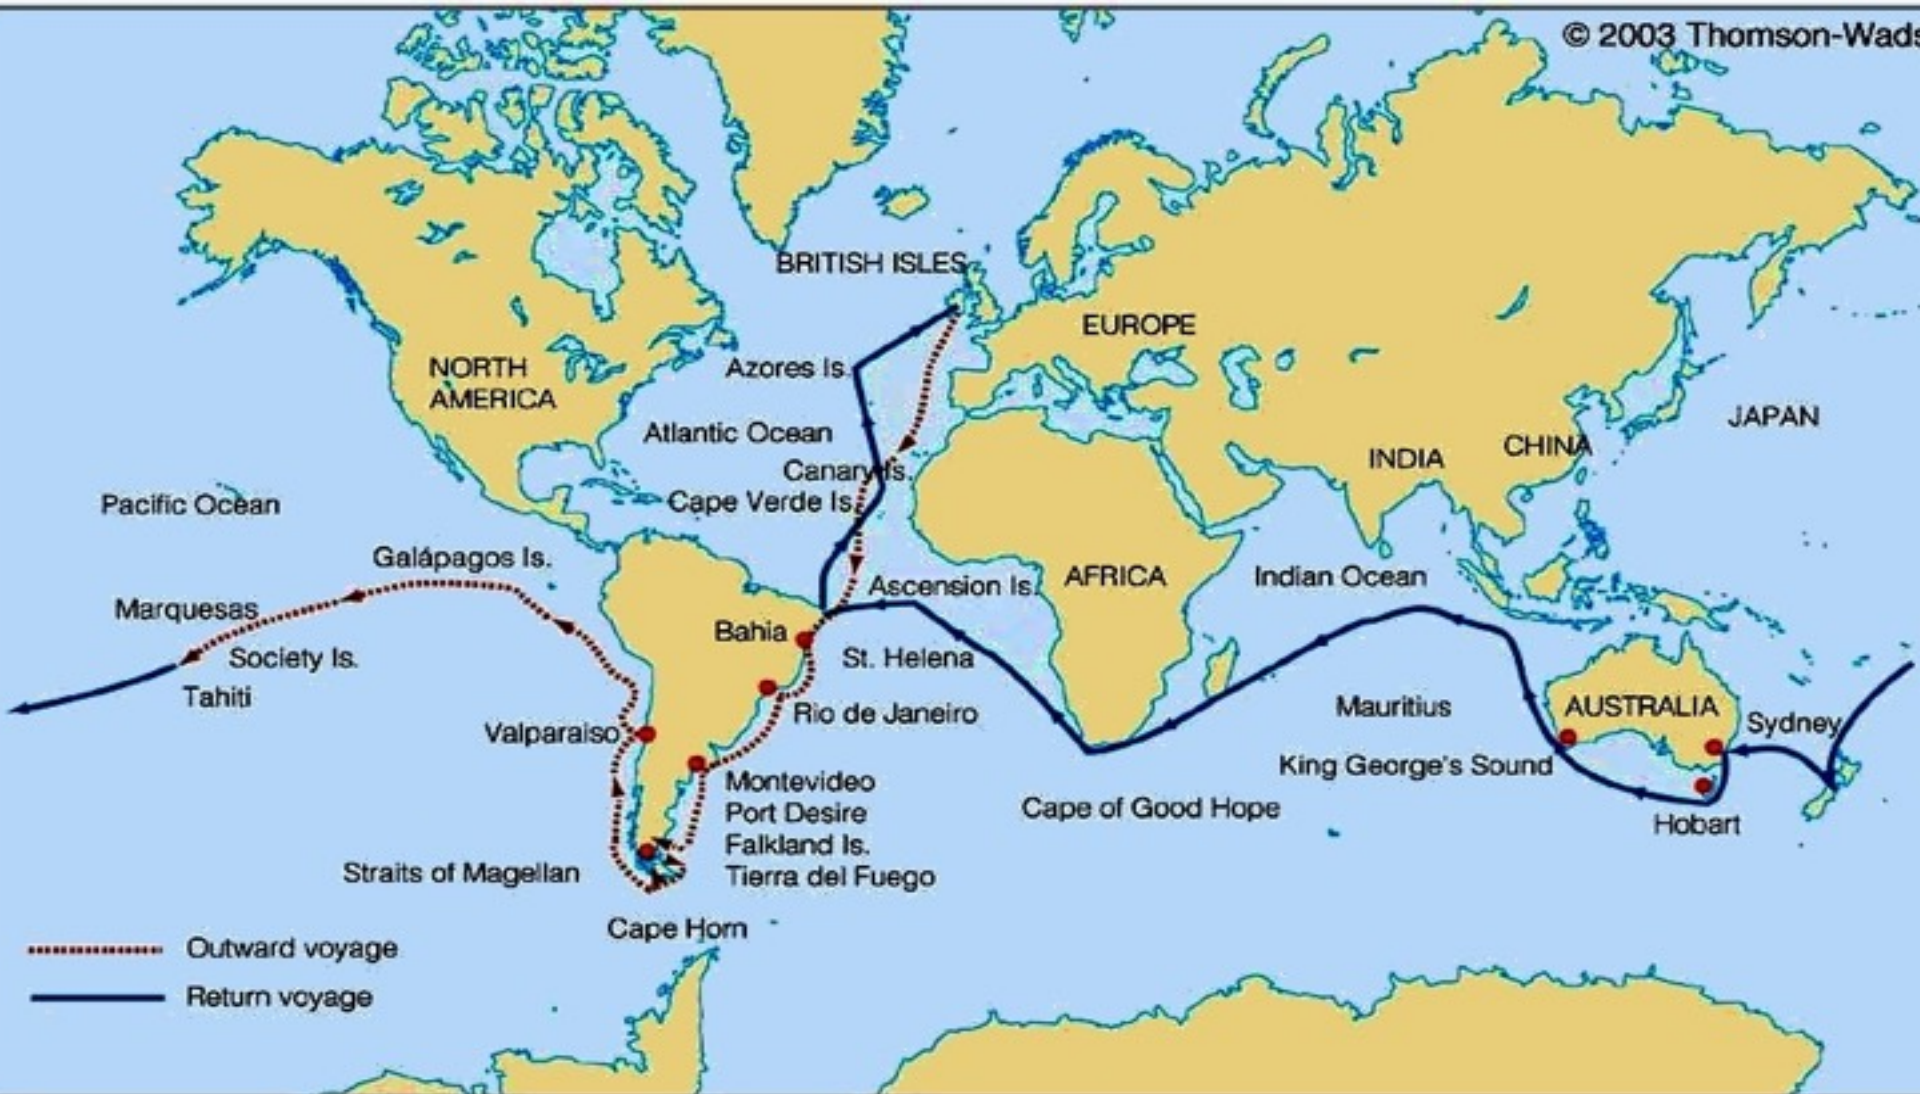 © 2003 Thomson-Wads
BRITISH ISLES
EUROPE
NORTH
AMERICA
Azores Is.
JAPAN
Atlantic Ocean
CHINA
INDIA
Canary Is.
Cape Verde Is.
Pacific Ocean
Galápagos Is.
Ascension Is.
AFRICA
Indian Ocean
Marquesas
Bahia
Society Is.
St. Helena
Tahiti
Mauritius
AUSTRALIA
Rio de Janeiro
Sydney
Valparaiso
King George's Sound
Montevideo
Port Desire
Cape of Good Hope
Hobart
Falkland Is.
Straits of Magellan
Tierra del Fuego
Cape Horn
Outward voyage
Return voyage